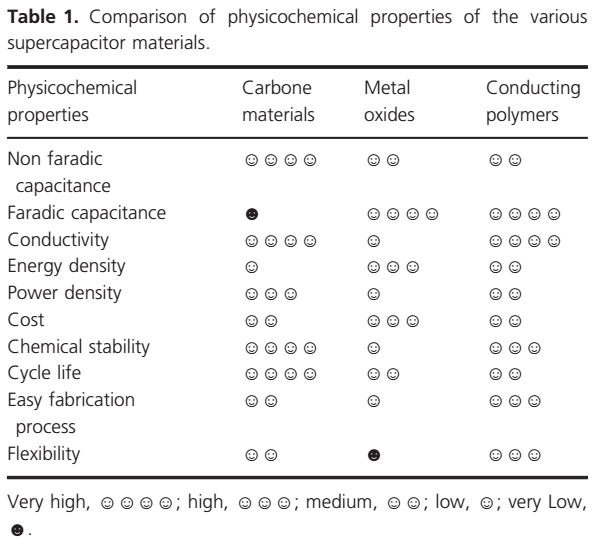 Table 1. Comparison of physicochemical properties of the various
supercapacitor materials.
Physicochemical properties Carbone materials Metal oxides Conducting polymers
Non faradic capacitance ☺☺☺☺ ☺☺ ☺☺
Faradic capacitance ☻ ☺☺☺☺ ☺☺☺☺
Conductivity ☺☺☺☺ ☺ ☺☺☺☺
Energy density ☺ ☺☺☺ ☺☺
Power density ☺☺☺ ☺ ☺☺
Cost ☺☺ ☺☺☺ ☺☺
Chemical stability ☺☺☺☺ ☺ ☺☺☺
Cycle life ☺☺☺☺ ☺☺ ☺☺
Easy fabrication process ☺☺ ☺ ☺☺☺
Flexibility ☺☺ ☻ ☺☺☺
Very high, ☺☺☺☺; high, ☺☺☺; medium, ☺☺; low, ☺; very Low,
☻.